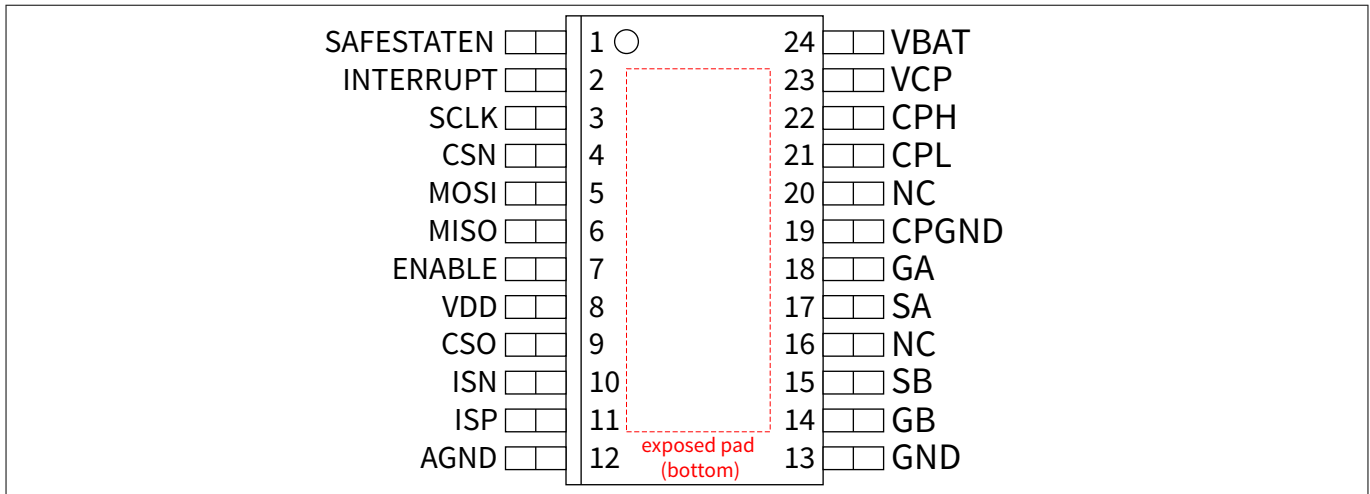 SAFESTATEN 1 24 VBAT
INTERRUPT 2 23 VCP
SCLK 3 22 CPH
CSN 4 21 CPL
MOSI 5 20 NC
MISO 6 19 CPGND
ENABLE 7 18 GA
VDD 8 17 SA
CSO 9 16 NC
ISN 10 15 SB
ISP 11 14 GB
AGND 12 13 GND
exposed pad
(bottom)